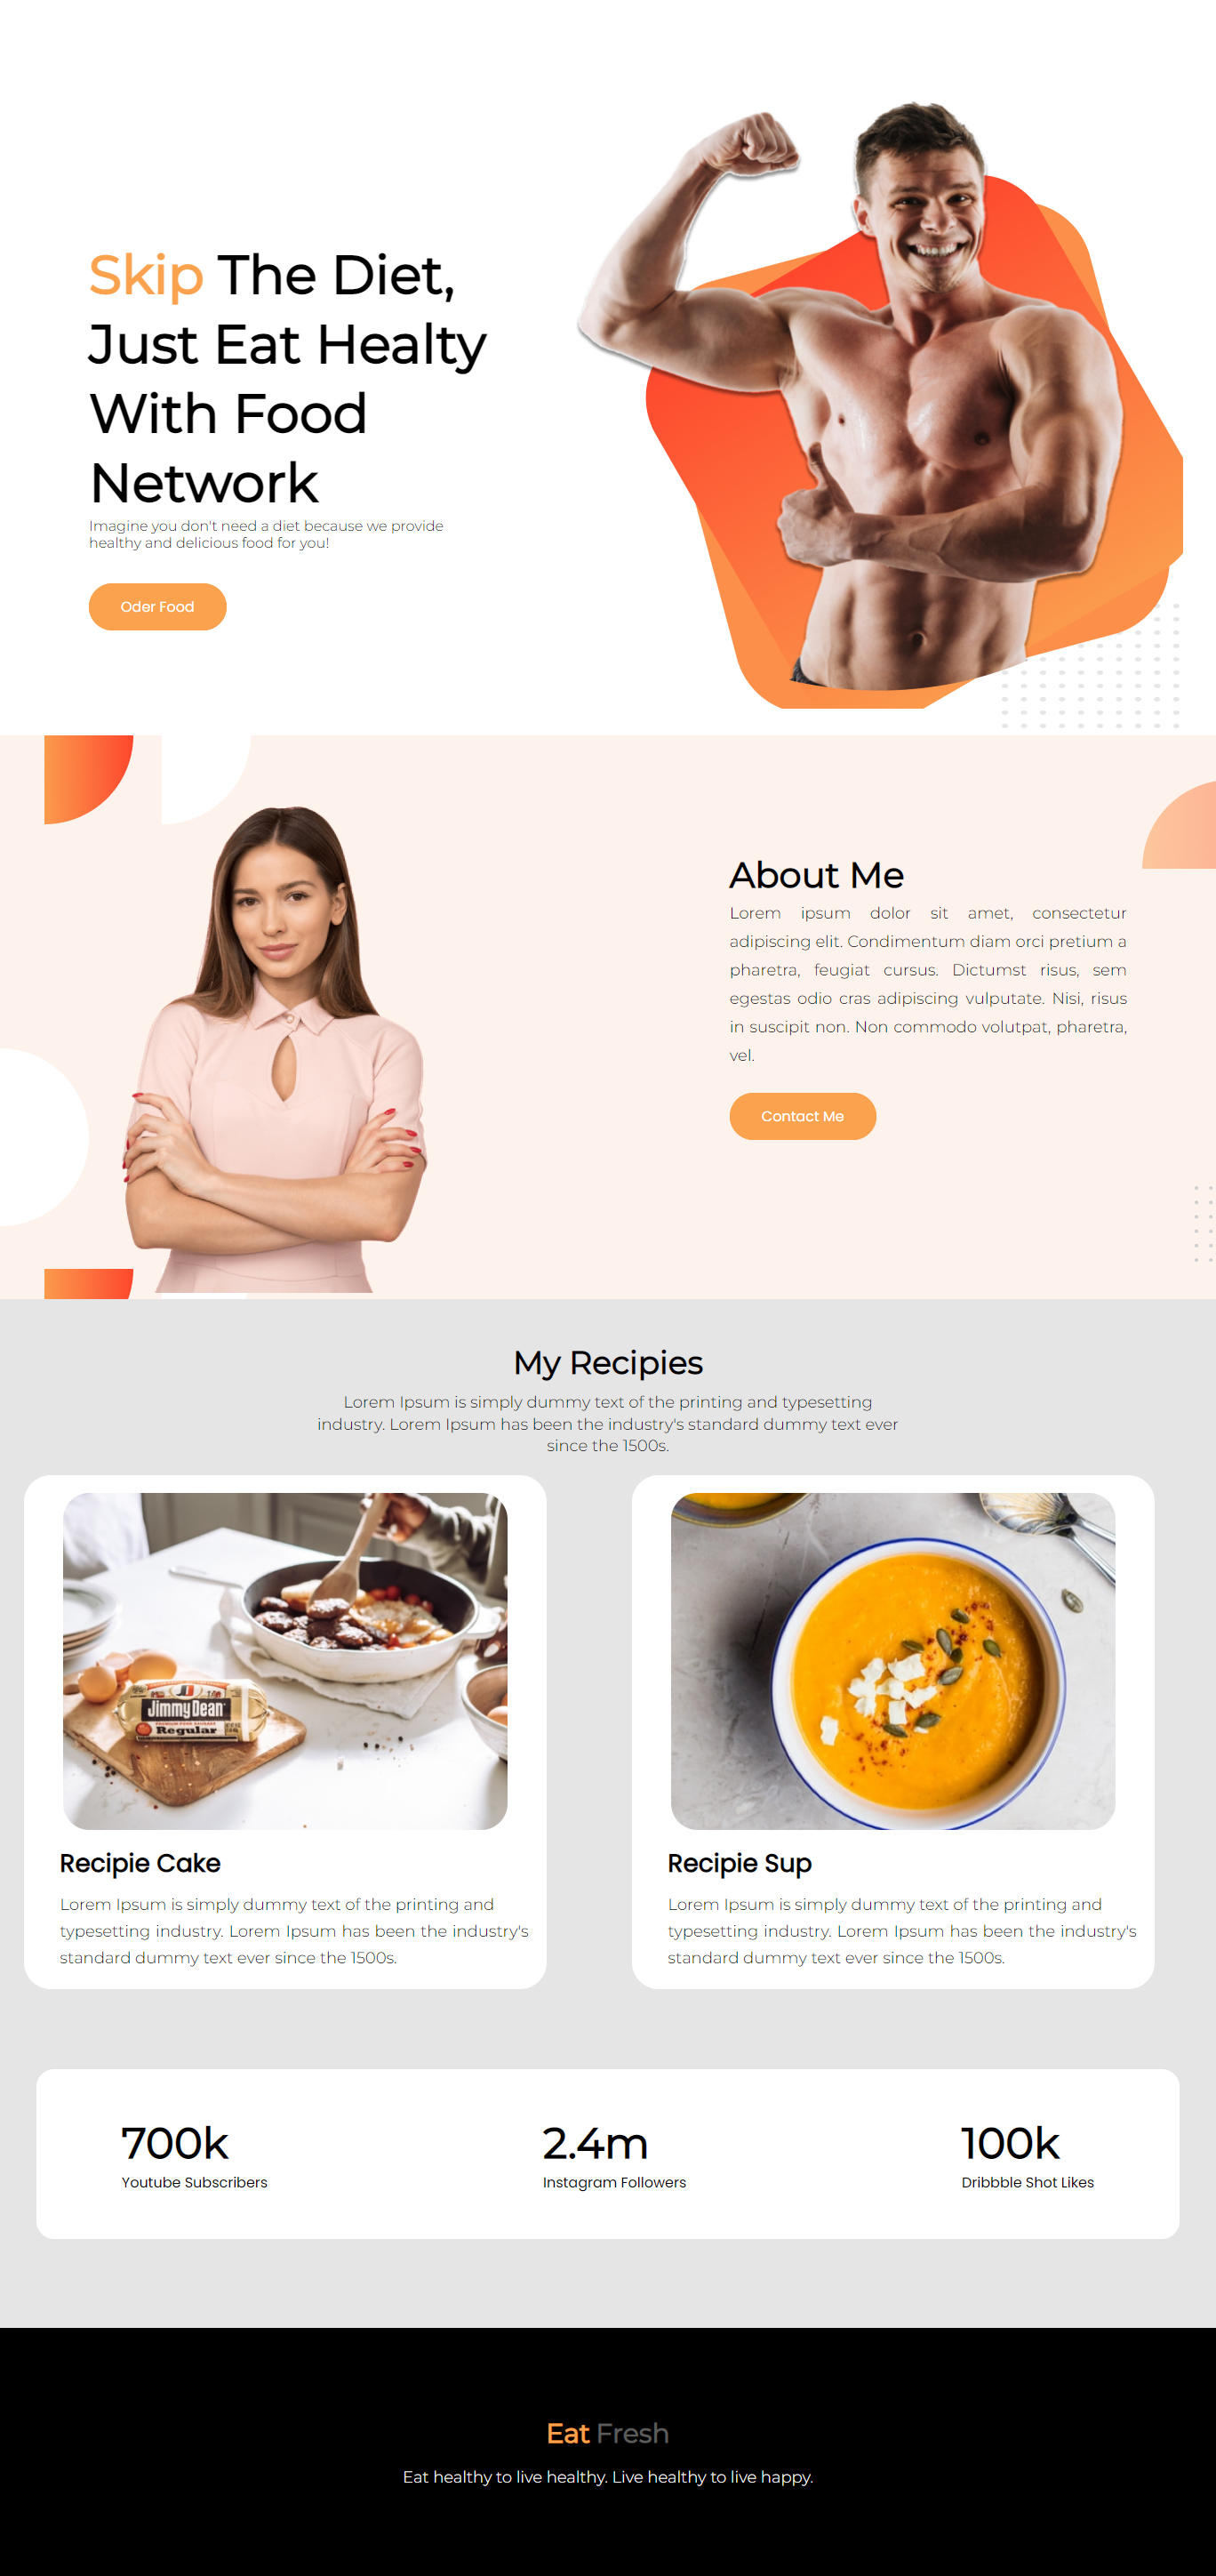 Skip The Diet,
Just Eat Healty
With Food
Network
Imagine you don't need a diet because we provide
healthy and delicious food for you!
Oder Food
About Me
Lorem ipsum dolor sit amet, consectetur
adipiscing elit. Condimentum diam orci pretium a
pharetra, feugiat cursus. Dictumst risus, sem
egestas odio cras adipiscing vulputate. Nisi, risus
in suscipit non. Non commodo volutpat, pharetra,
vel.
Contact Me
My Recipies
Lorem Ipsum is simply dummy text of the printing and typesetting
industry. Lorem Ipsum has been the industry's standard dummy text ever
since the 1500s.
Jimmy Dean
PREMIUM PORK SAUSAGE
Regular
Recipie Cake
Lorem Ipsum is simply dummy text of the printing and
typesetting industry. Lorem Ipsum has been the industry's
standard dummy text ever since the 1500s.
Recipie Sup
Lorem Ipsum is simply dummy text of the printing and
typesetting industry. Lorem Ipsum has been the industry's
standard dummy text ever since the 1500s.
700k
Youtube Subscribers
2.4m
Instagram Followers
100k
Dribbble Shot Likes
Eat Fresh
Eat healthy to live healthy. Live healthy to live happy.